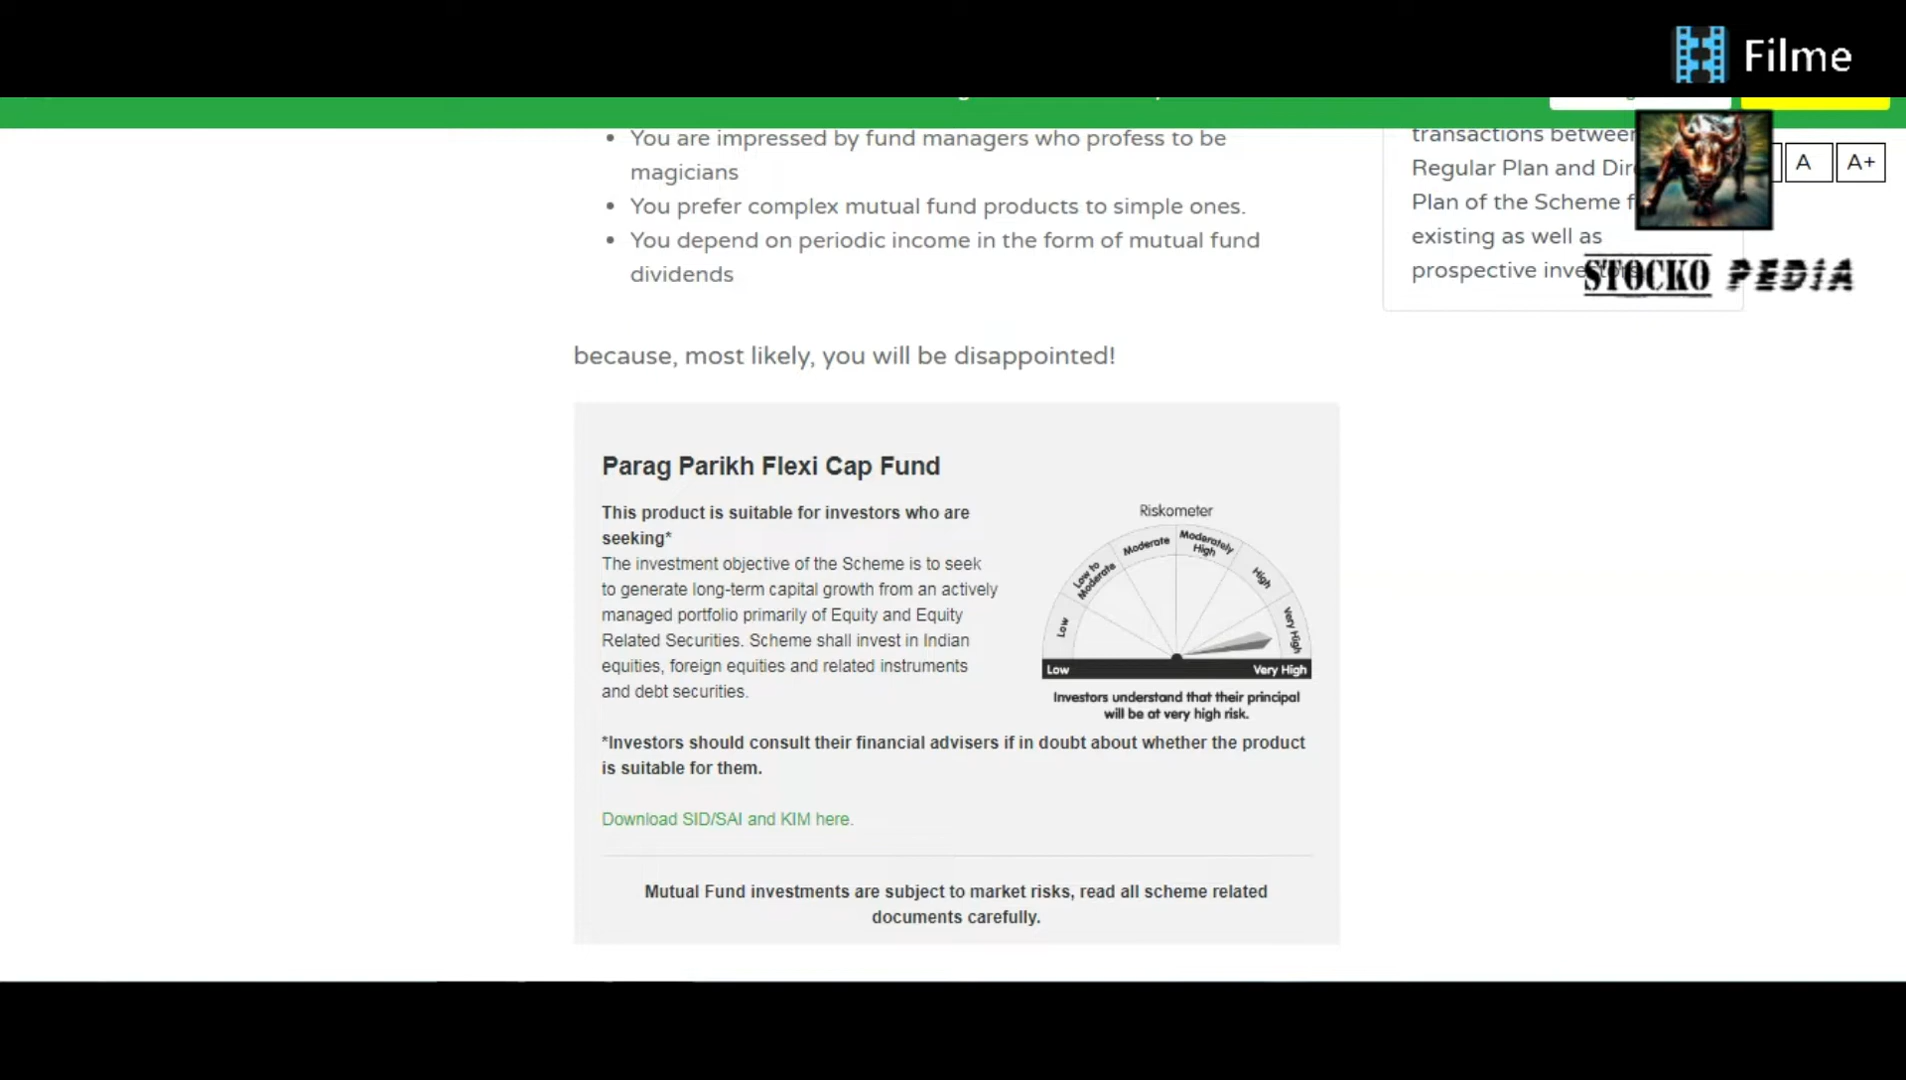 Filme
You are impressed by fund managers who profess to be
magicians
You prefer complex mutual fund products to simple ones.
You depend on periodic income in the form of mutual fund
dividends
because, most likely, you will be disappointed!
transactions between
Regular Plan and
Plan of the Scheme
existing as well as
prospective
A
A+
STOCKO PEDIA
Parag Parikh Flexi Cap Fund
This product is suitable for investors who are
seeking*
The investment objective of the Scheme is to seek
to generate long-term capital growth from an actively
managed portfolio primarily of Equity and Equity
Related Securities. Scheme shall invest in Indian
equities, foreign equities and related instruments
and debt securities.
Riskometer
Low
Low to
Moderate
Moderate
Moderately
High
High
Very High
Low
Very High
Investors understand that their principal
will be at very high risk.
*Investors should consult their financial advisers if in doubt about whether the product
is suitable for them.
Download SID/SAI and KIM here.
Mutual Fund investments are subject to market risks, read all scheme related
documents carefully.